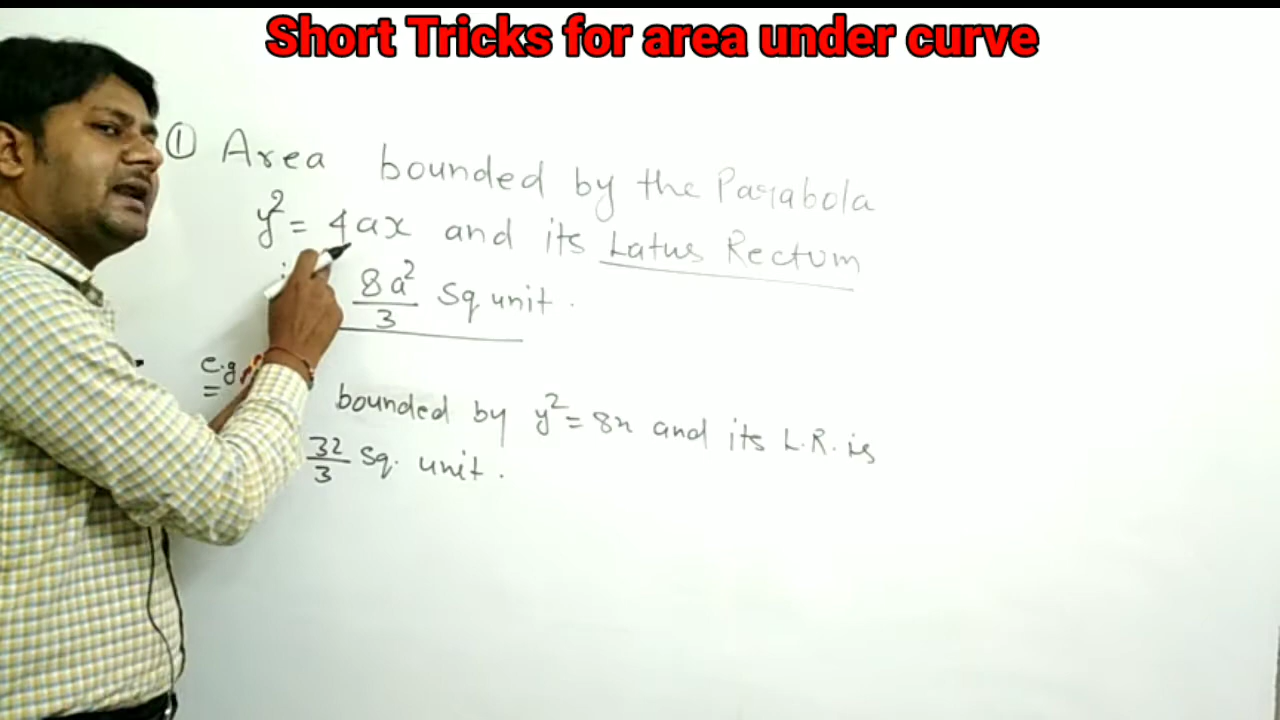 Short Tricks for area under curve
① Area bounded by the Parabola
y² = 4ax and its Latus Rectum
8a²/3 Sq unit.
e.g. bounded by y² = 8x and its L.R. is
32/3 Sq. unit.